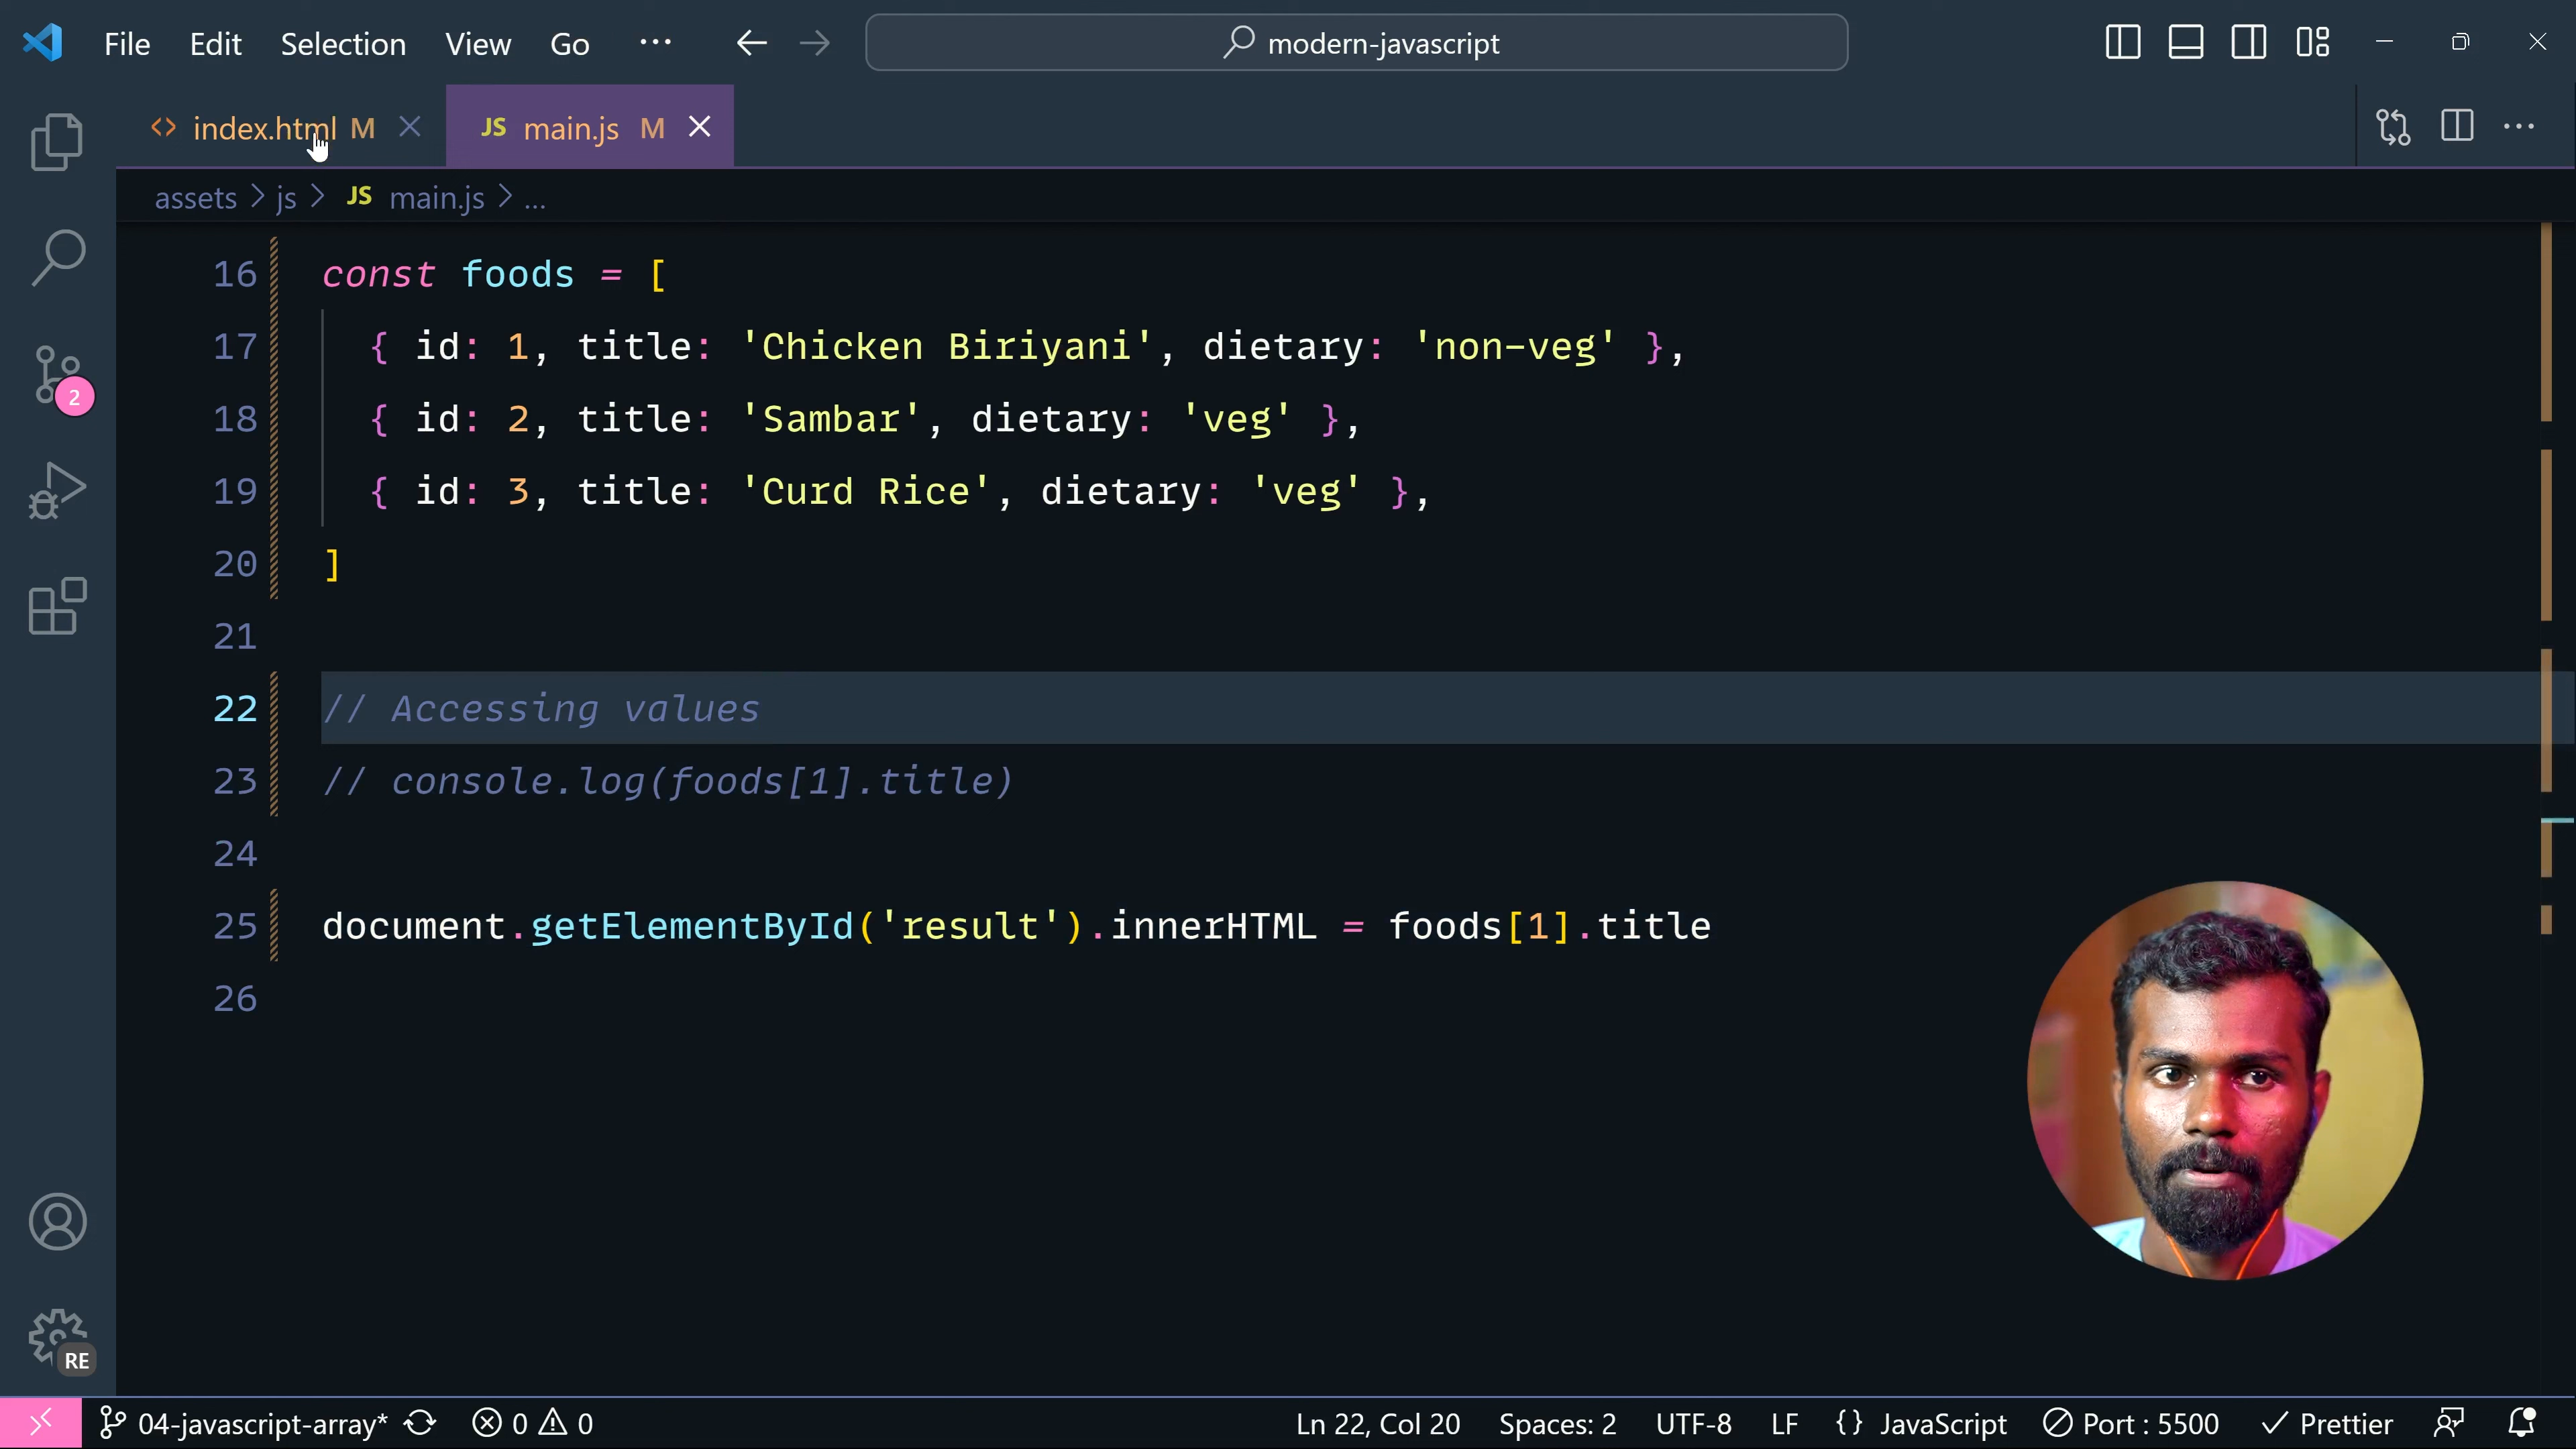 File Edit Selection View Go ... modern-javascript
<> index.html M JS main.js M
assets > js > JS main.js > ...
16 const foods = [
17 { id: 1, title: 'Chicken Biriyani', dietary: 'non-veg' },
18 { id: 2, title: 'Sambar', dietary: 'veg' },
19 { id: 3, title: 'Curd Rice', dietary: 'veg' },
20 ]
21
22 // Accessing values
23 // console.log(foods[1].title)
24
25 document.getElementById('result').innerHTML = foods[1].title
26
2
RE
04-javascript-array* 0 0 Ln 22, Col 20 Spaces: 2 UTF-8 LF {} JavaScript Port : 5500 Prettier